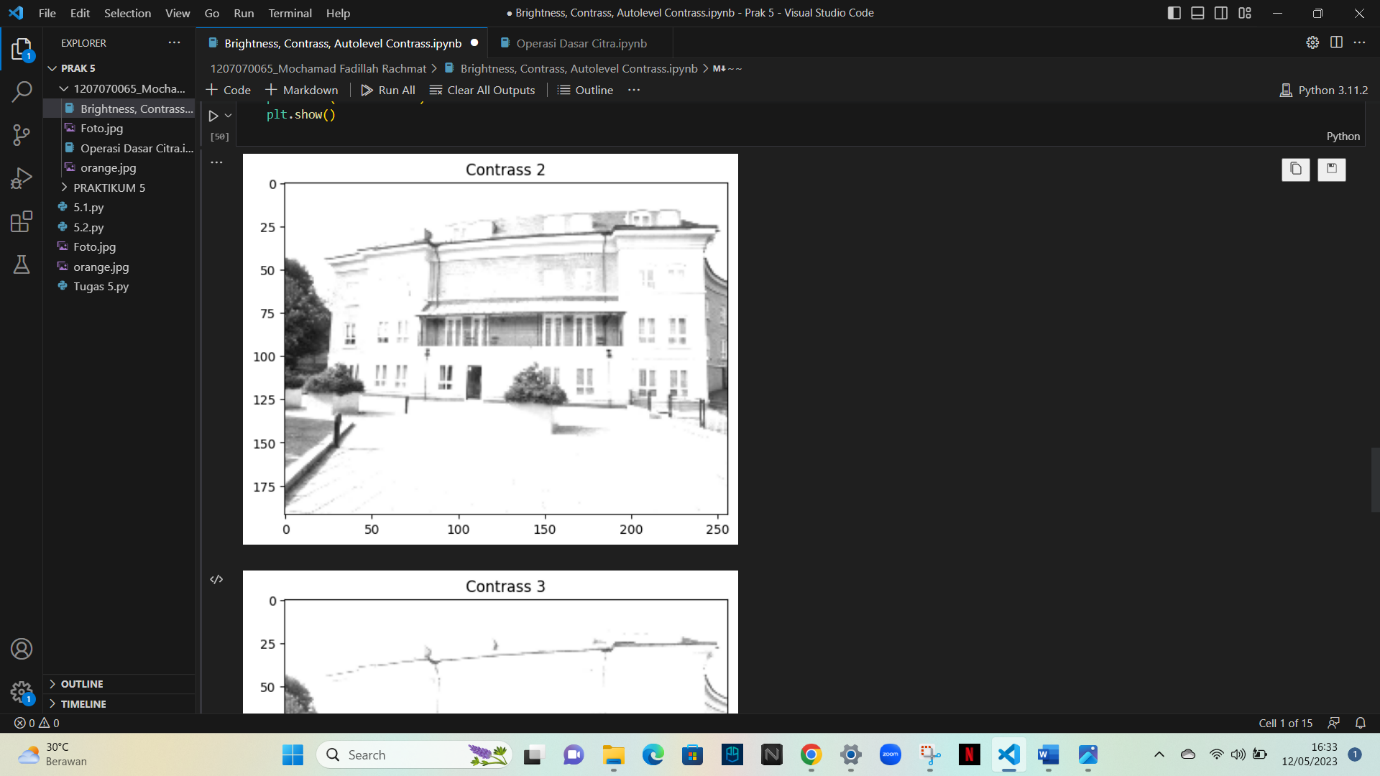 File Edit Selection View Go Run Terminal Help
● Brightness, Contrass, Autolevel Contrass.ipynb - Prak 5 - Visual Studio Code
EXPLORER
PRAK 5
1207070065_Mocha...
Brightness, Contrass...
Foto.jpg
Operasi Dasar Citra.i...
orange.jpg
PRAKTIKUM 5
5.1.py
5.2.py
Foto.jpg
orange.jpg
Tugas 5.py
OUTLINE
TIMELINE
Brightness, Contrass, Autolevel Contrass.ipynb ●
Operasi Dasar Citra.ipynb
1207070065_Mochamad Fadillah Rachmat > Brightness, Contrass, Autolevel Contrass.ipynb > M↓~~
+ Code + Markdown Run All Clear All Outputs Outline ...
Python 3.11.2
plt.show()
[50]
Python
Contrass 2
0
25
50
75
100
125
150
175
0 50 100 150 200 250
Contrass 3
0
25
50
0 0
Cell 1 of 15
1
1
30°C
Berawan
Search
zoom
N
N
W
16:33
12/05/2023
1